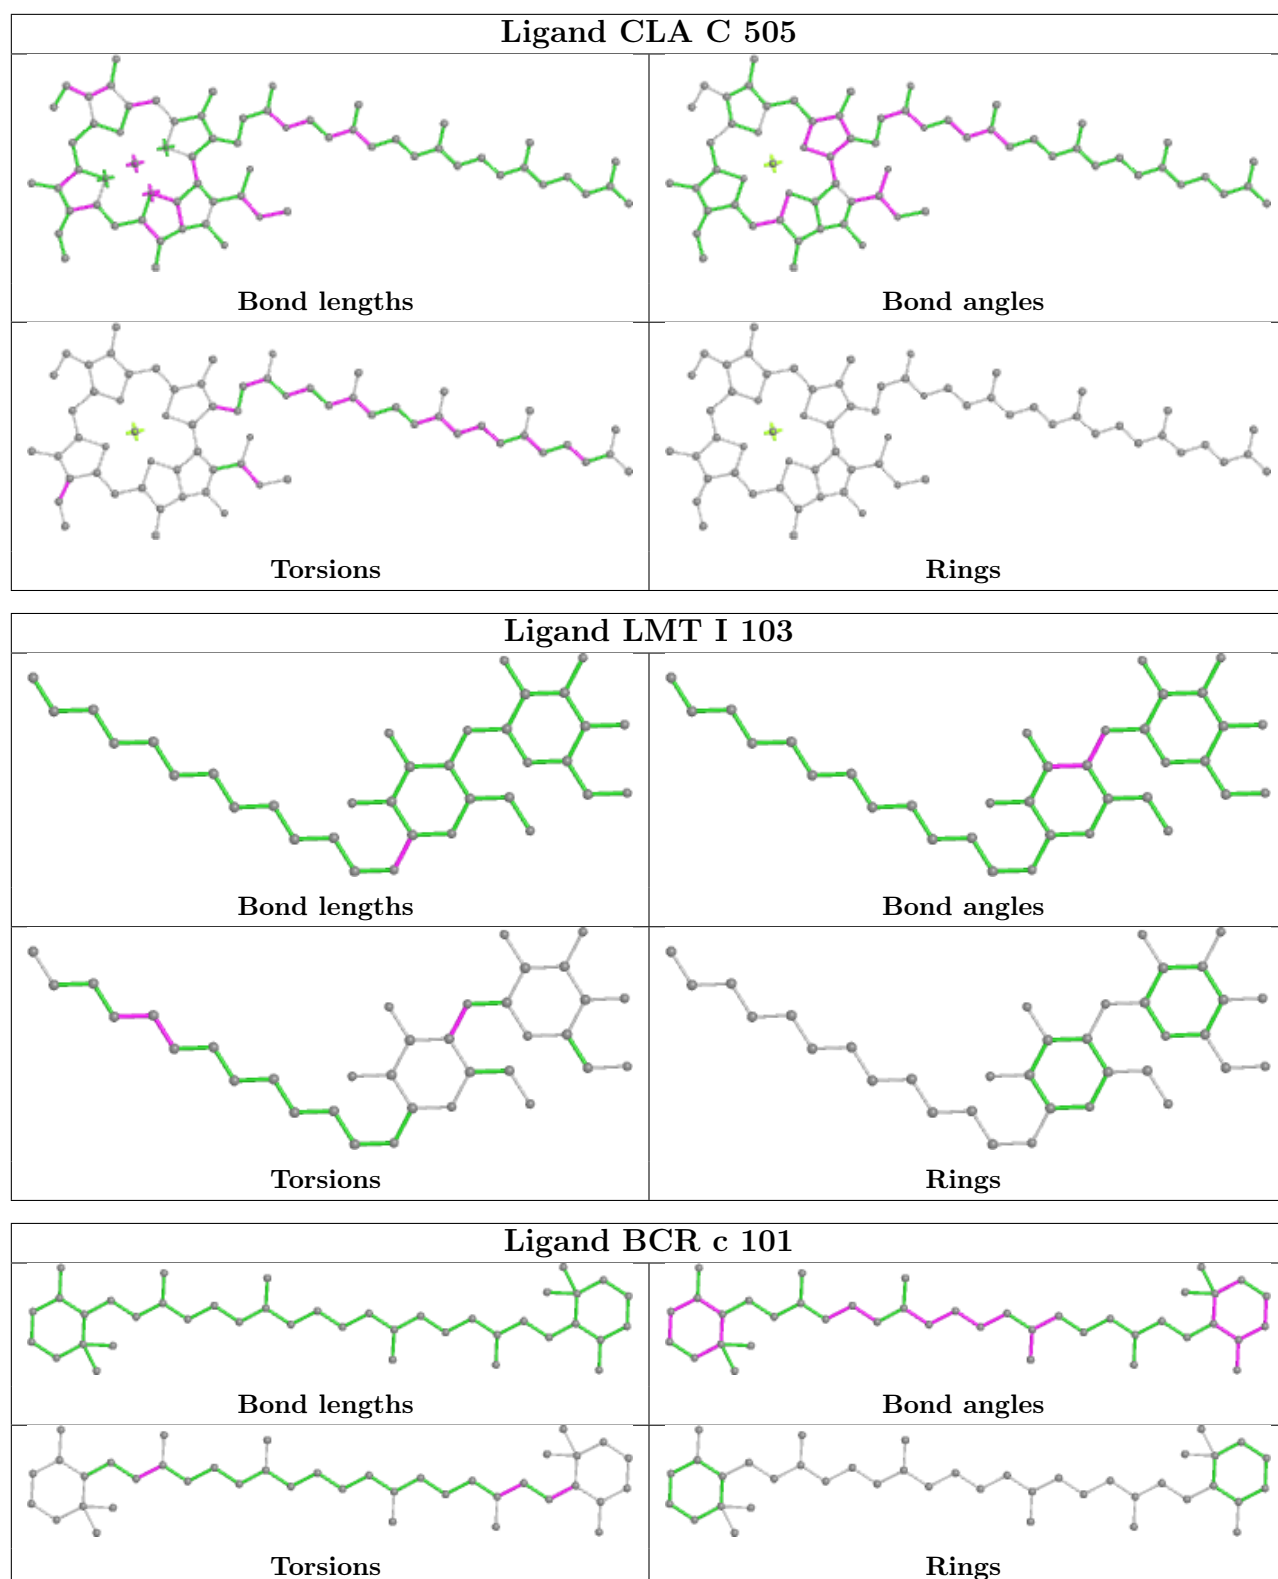 Ligand CLA C 505
Bond lengths
Bond angles
Torsions
Rings
Ligand LMT I 103
Bond lengths
Bond angles
Torsions
Rings
Ligand BCR c 101
Bond lengths
Bond angles
Torsions
Rings